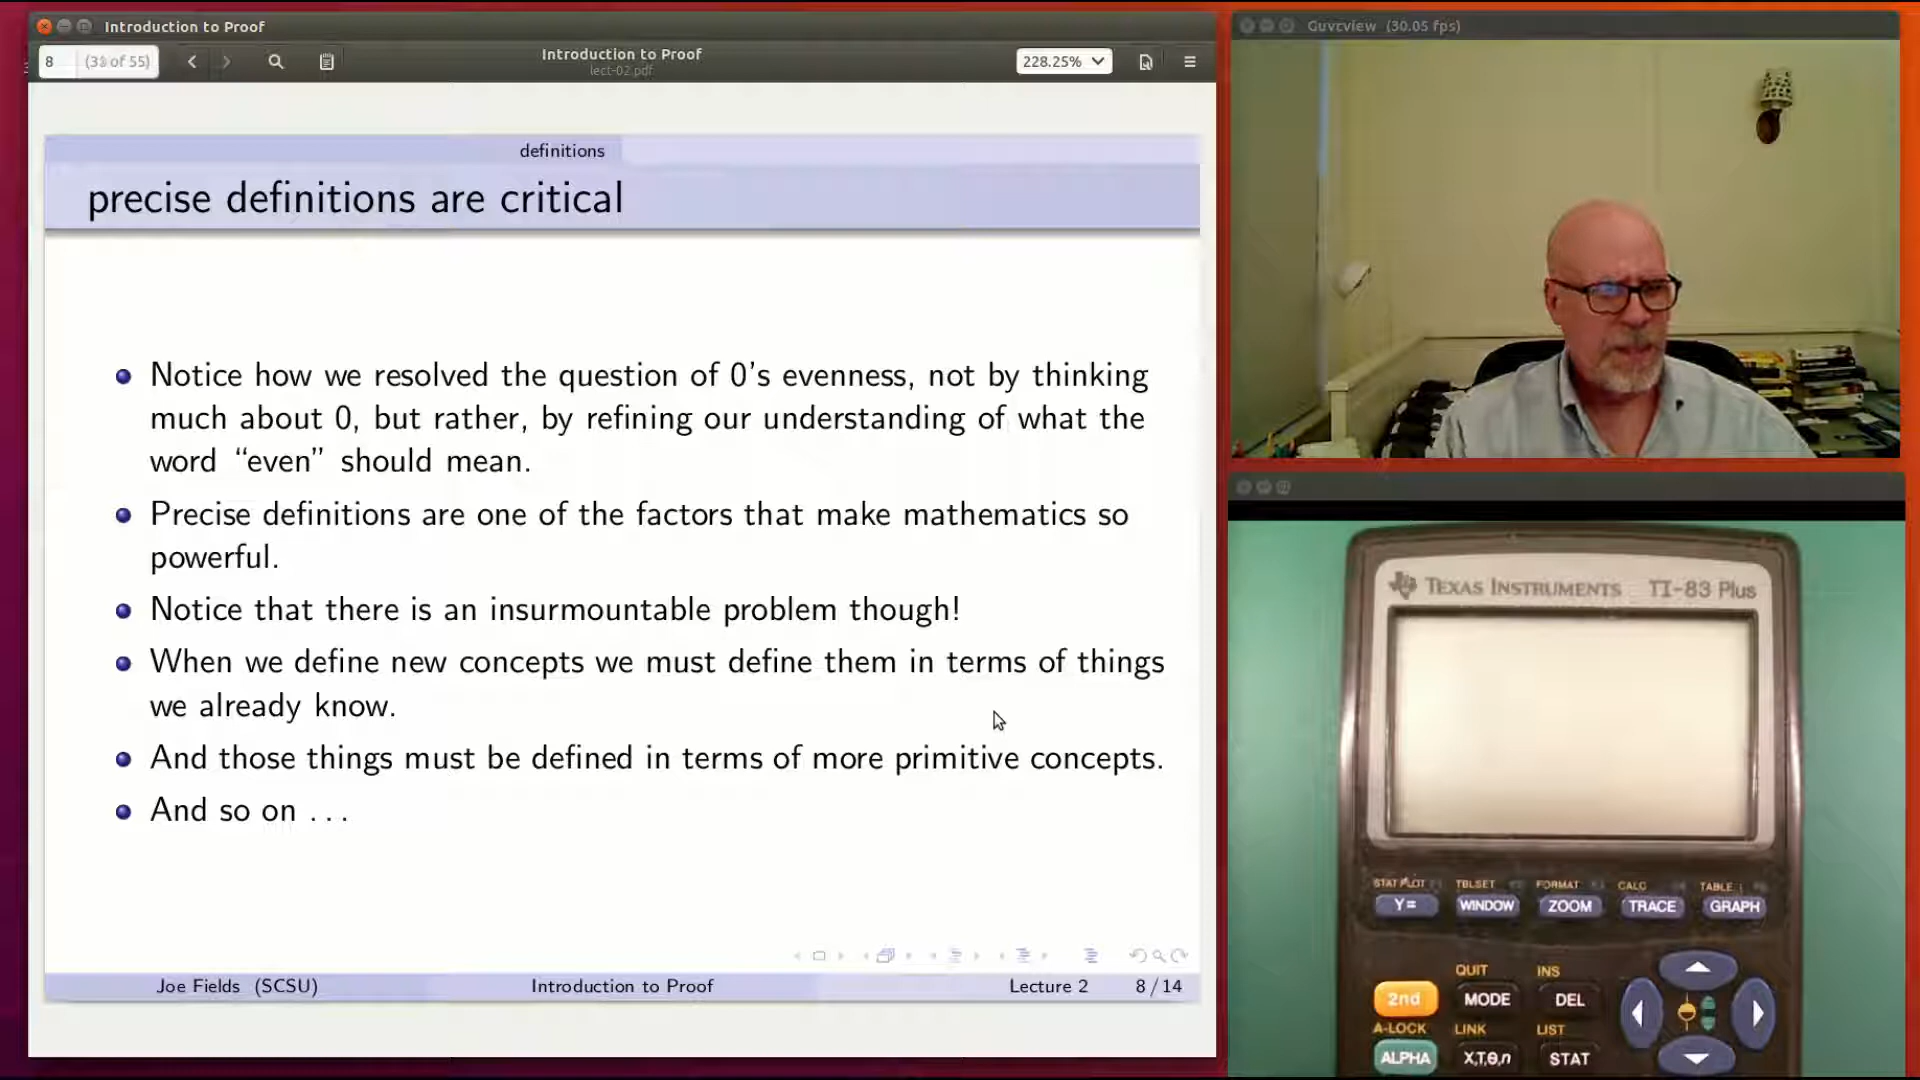 Introduction to Proof
8 of 55)
Introduction to Proof
lect-02.pdf
228.25%
definitions
precise definitions are critical
Notice how we resolved the question of 0's evenness, not by thinking
much about 0, but rather, by refining our understanding of what the
word “even” should mean.
Precise definitions are one of the factors that make mathematics so
powerful.
Notice that there is an insurmountable problem though!
When we define new concepts we must define them in terms of things
we already know.
And those things must be defined in terms of more primitive concepts.
And so on . . .
Joe Fields (SCSU) Introduction to Proof Lecture 2 8 / 14
Guvcview (30.05 fps)
TEXAS INSTRUMENTS TI-83 Plus
STAT PLOT TBLSET FORMAT CALC TABLE
Y= WINDOW ZOOM TRACE GRAPH
QUIT INS
2nd MODE DEL
A-LOCK LINK LIST
ALPHA X,T,Θ,n STAT